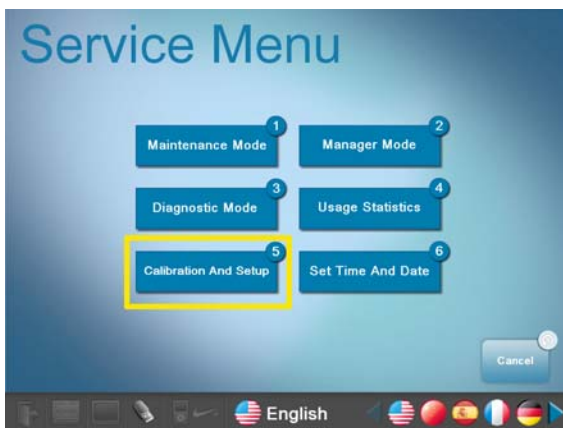 Service Menu
1
Maintenance Mode
2
Manager Mode
3
Diagnostic Mode
4
Usage Statistics
5
Calibration And Setup
6
Set Time And Date
Cancel
English